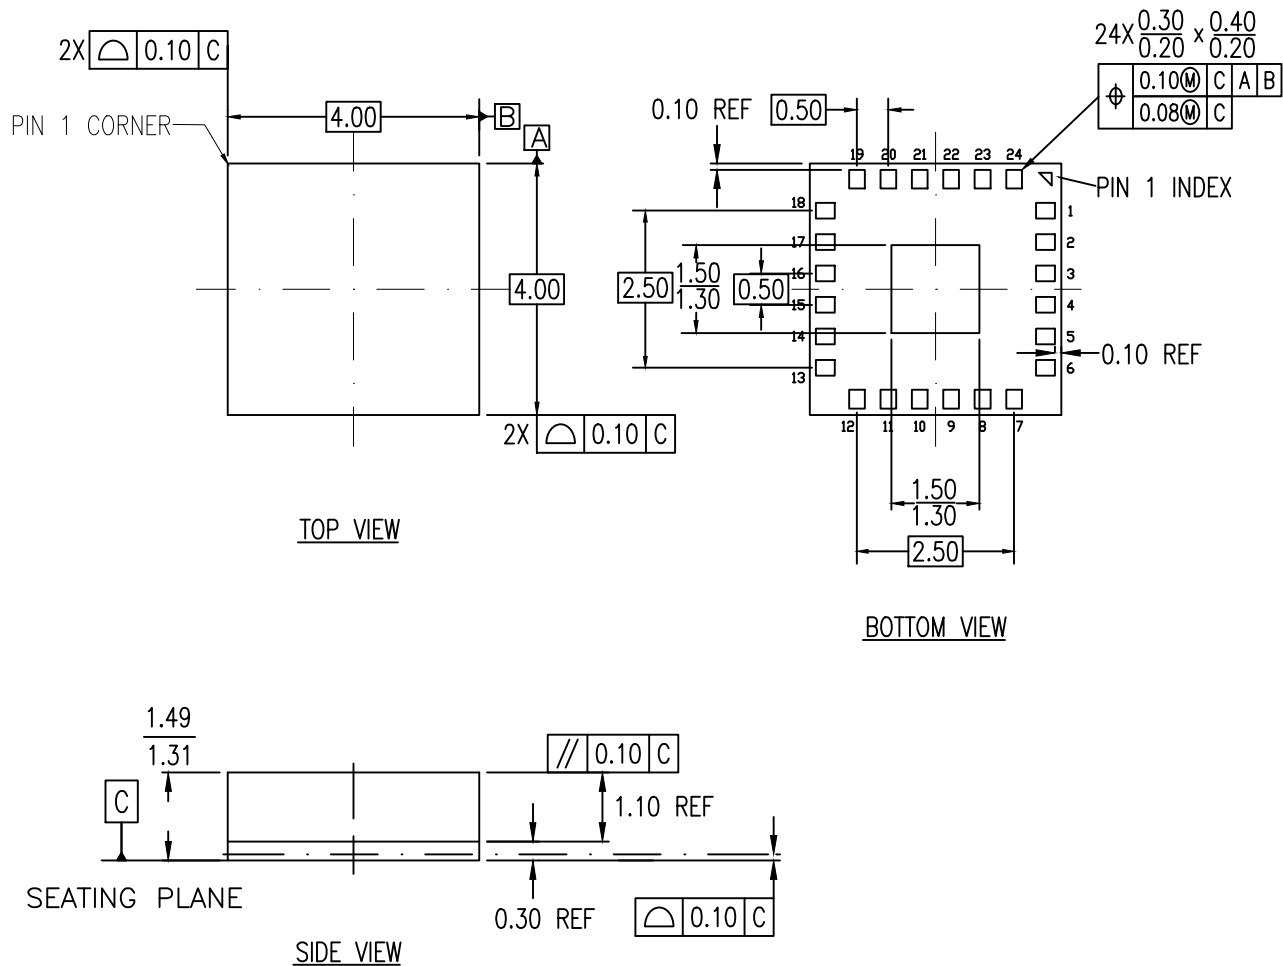 2X ⌓ 0.10 C
4.00
B
A
PIN 1 CORNER
4.00
2X ⌓ 0.10 C
TOP VIEW
24X 0.30/0.20 x 0.40/0.20
⌖ 0.10Ⓜ C A B
0.08Ⓜ C
0.10 REF
0.50
19 20 21 22 23 24
PIN 1 INDEX
18
17
16
15
14
13
1
2
3
4
5
6
2.50
1.50
1.30
0.50
0.10 REF
12 11 10 9 8 7
1.50
1.30
2.50
BOTTOM VIEW
1.49
1.31
C
// 0.10 C
1.10 REF
SEATING PLANE
0.30 REF
⌓ 0.10 C
SIDE VIEW